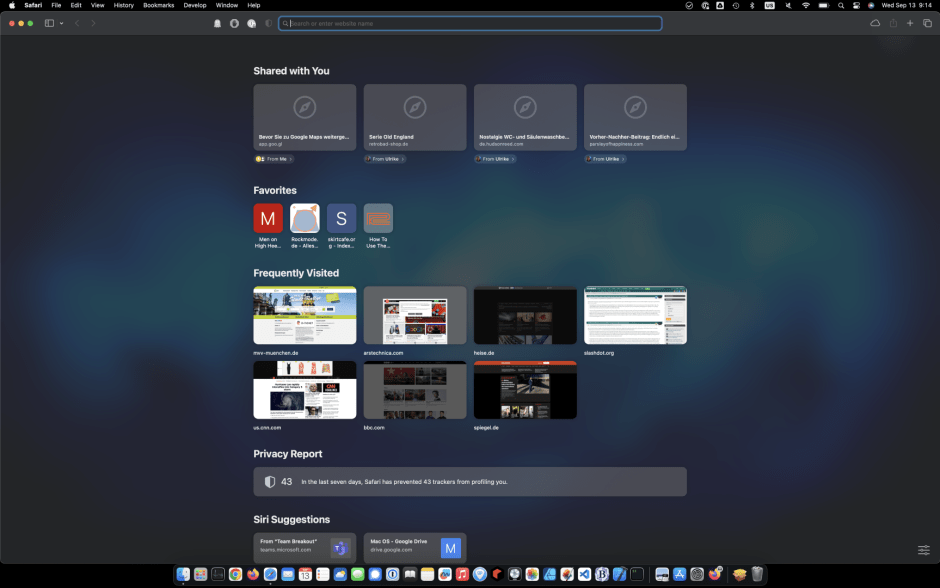 Safari File Edit View History Bookmarks Develop Window Help
US
Wed Sep 13 9:14
Search or enter website name
Shared with You
Bevor Sie zu Google Maps weiterge...
app.goo.gl
From Me
Serie Old England
retrobad-shop.de
From Ulrike
Nostalgie WC- und Säulenwaschbe...
de.hudsonreed.com
From Ulrike
Vorher-Nachher-Beitrag: Endlich ei...
parsleyofhappiness.com
From Ulrike
Favorites
M
Men on
High Hee...
Rockmode.
de - Alles...
S
skirtcafe.or
g - Index...
How To
Use The...
Frequently Visited
mvv-muenchen.de
arstechnica.com
heise.de
slashdot.org
CNN
us.cnn.com
bbc.com
spiegel.de
Privacy Report
43
In the last seven days, Safari has prevented 43 trackers from profiling you.
Siri Suggestions
From "Team Breakout"
teams.microsoft.com
Mac OS - Google Drive
drive.google.com
M
13